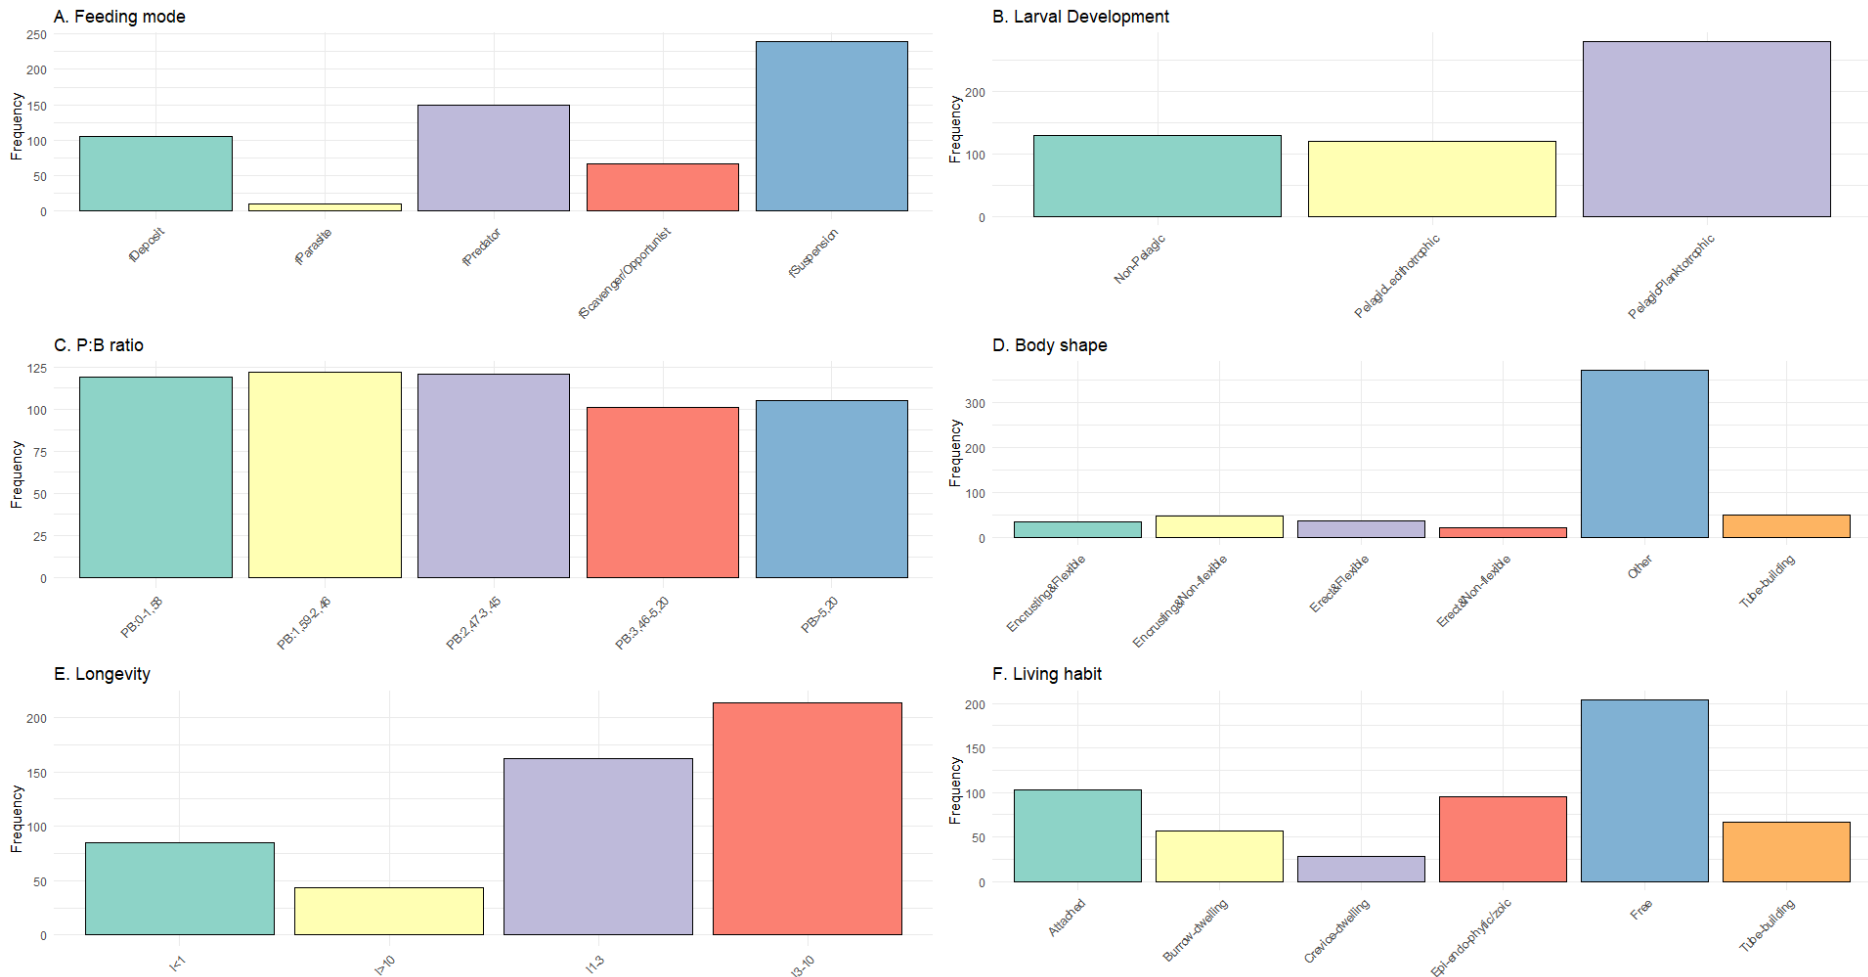 A. Feeding mode
Frequency
250
200
150
100
50
0
fDeposit
fParasite
fPredator
fScavenger/Opportunist
fSuspension
B. Larval Development
Frequency
200
100
0
Non-Pelagic
PelagicLecithotrophic
PelagicPlanktotrophic
C. P:B ratio
Frequency
125
100
75
50
25
0
PB:0-1,58
PB:1,59-2,46
PB:2,47-3,45
PB:3,46-5,20
PB>5,20
D. Body shape
Frequency
300
200
100
0
Encrusting&Flexible
Encrusting&Non-flexible
Erect&Flexible
Erect&Non-flexible
Other
Tube-building
E. Longevity
Frequency
200
150
100
50
0
l<1
l>10
l1-3
l3-10
F. Living habit
Frequency
200
150
100
50
0
Attached
Burrow-dwelling
Crevice-dwelling
Epi-endo-phytic/zoic
Free
Tube-building